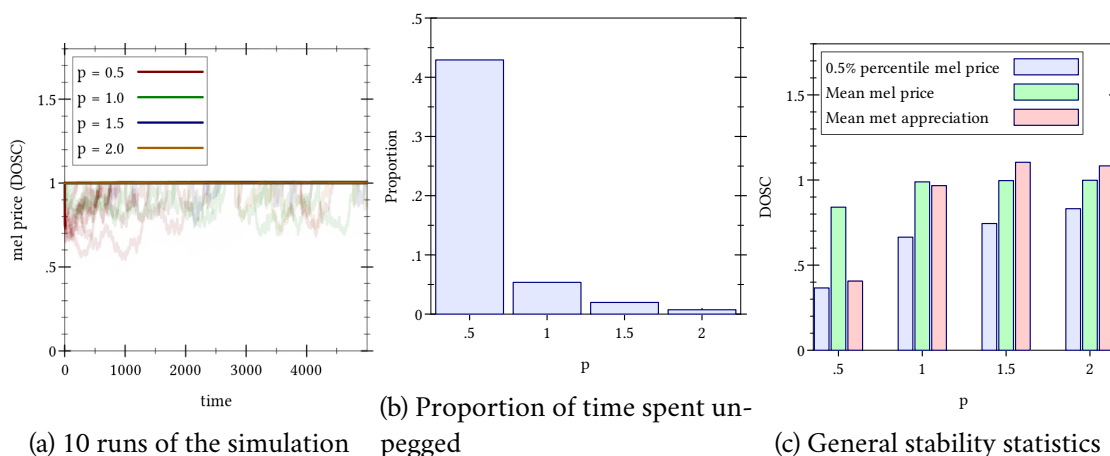 p = 0.5
p = 1.0
p = 1.5
p = 2.0
mel price (DOSC)
1.5
1
.5
0
0 1000 2000 3000 4000
time
(a) 10 runs of the simulation
.5
.4
.3
.2
.1
0
Proportion
.5 1 1.5 2
p
(b) Proportion of time spent un-
pegged
0.5% percentile mel price
Mean mel price
Mean met appreciation
1.5
1
.5
0
DOSC
.5 1 1.5 2
p
(c) General stability statistics